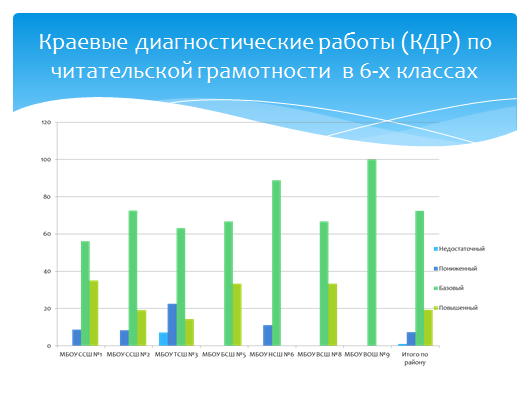 Краевые диагностические работы (КДР) по
читательской грамотности в 6-х классах
120
100
80
60
40
20
0
МБОУ ССШ №1 МБОУ ССШ №2 МБОУ ТСШ №3 МБОУ БСШ №5 МБОУ НСШ №6 МБОУ ВСШ №8 МБОУ ВОШ №9 Итого по
району
Недостаточный
Пониженный
Базовый
Повышенный